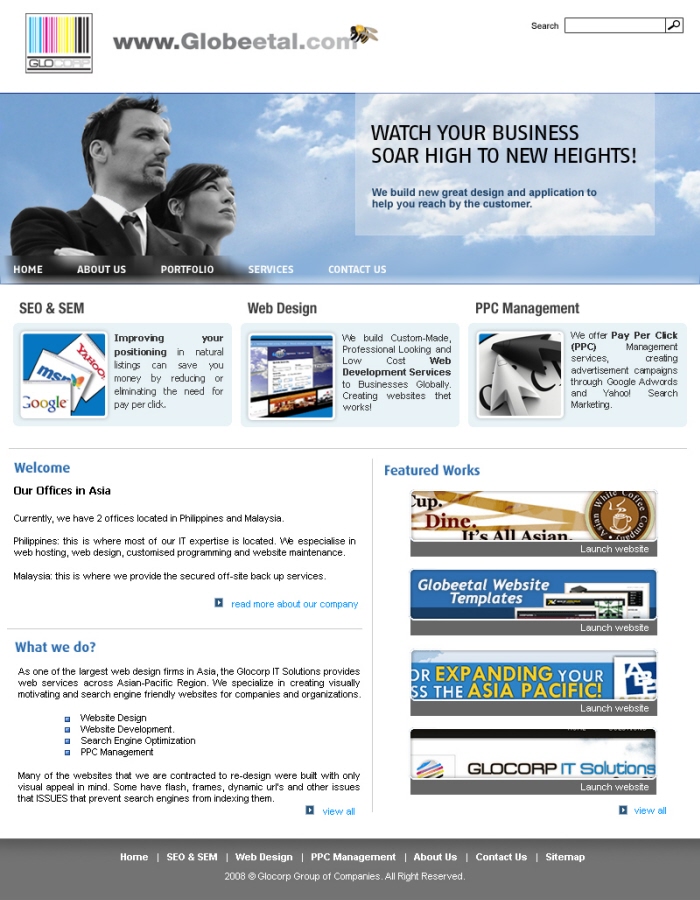 GLOCORP
www.Globeetal.com
Search
WATCH YOUR BUSINESS
SOAR HIGH TO NEW HEIGHTS!
We build new great design and application to
help you reach by the customer.
HOME ABOUT US PORTFOLIO SERVICES CONTACT US
SEO & SEM
YAHOO
msn
Google
Improving your
positioning in natural
listings can save you
money by reducing or
eliminating the need for
pay per click.
Web Design
We build Custom-Made,
Professional Looking and
Low Cost Web
Development Services
to Businesses Globally.
Creating websites thet
works!
PPC Management
We offer Pay Per Click
(PPC) Management
services, creating
advertisement campaigns
through Google Adwords
and Yahoo! Search
Marketing.
Welcome
Our Offices in Asia
Currently, we have 2 offices located in Philippines and Malaysia.
Philippines: this is where most of our IT expertise is located. We especialise in
web hosting, web design, customised programming and website maintenance.
Malaysia: this is where we provide the secured off-site back up services.
read more about our company
What we do?
As one of the largest web design firms in Asia, the Glocorp IT Solutions provides
web services across Asian-Pacific Region. We specialize in creating visually
motivating and search engine friendly websites for companies and organizations.
Website Design
Website Development.
Search Engine Optimization
PPC Management
Many of the websites that we are contracted to re-design were built with only
visual appeal in mind. Some have flash, frames, dynamic url's and other issues
that ISSUES that prevent search engines from indexing them.
view all
Featured Works
Cup.
Dine.
It's All Asian.
White Coffee Company
Launch website
Globeetal Website
Templates
Launch website
OR EXPANDING YOUR
SS THE ASIA PACIFIC!
Launch website
GLOCORP IT Solutions
Launch website
view all
Home | SEO & SEM | Web Design | PPC Management | About Us | Contact Us | Sitemap
2008 © Glocorp Group of Companies. All Right Reserved.